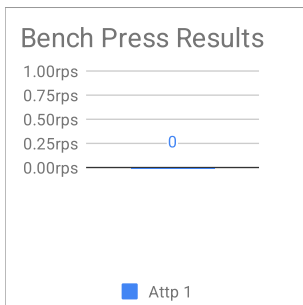 Bench Press Results
1.00rps
0.75rps
0.50rps
0.25rps
0
0.00rps
Attp 1